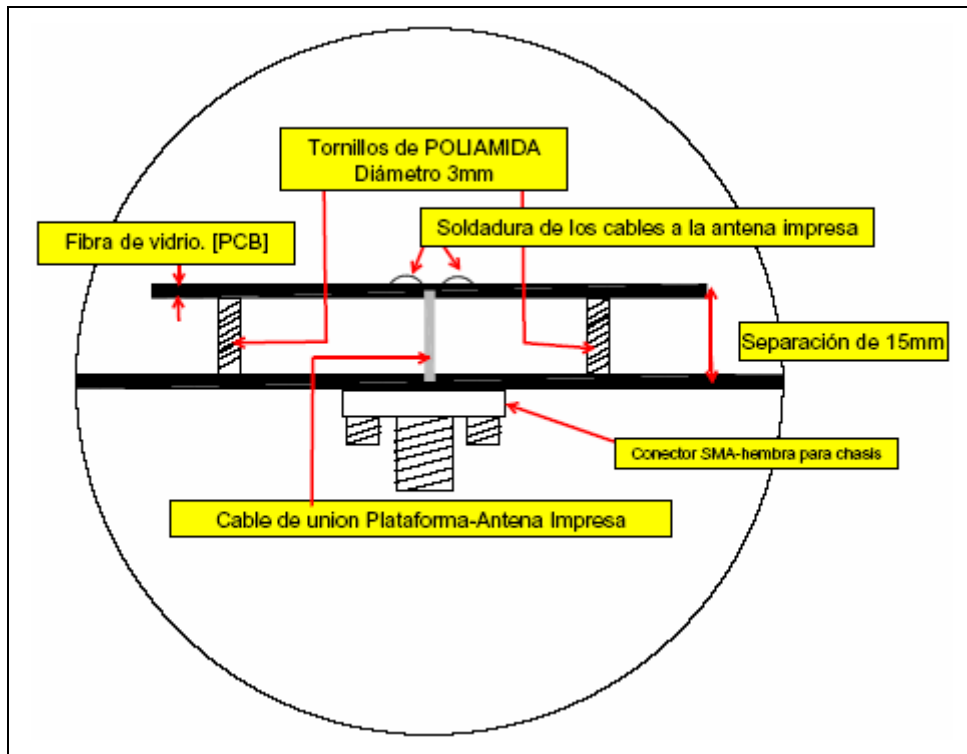 Tornillos de POLIAMIDA
Diámetro 3mm
Soldadura de los cables a la antena impresa
Fibra de vidrio. [PCB]
Separación de 15mm
Conector SMA-hembra para chasis
Cable de union Plataforma-Antena Impresa